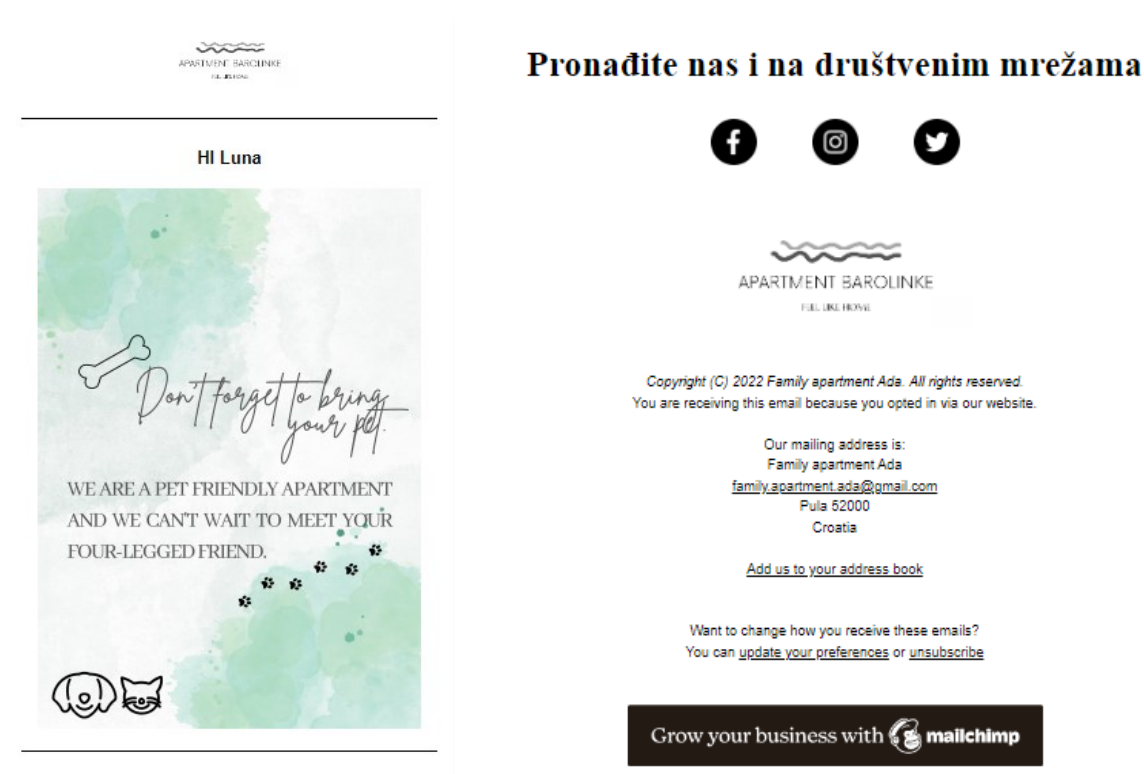 APARTMENT BAROLINKE
HI Luna
Don't forget to bring
your pet.
WE ARE A PET FRIENDLY APARTMENT
AND WE CAN'T WAIT TO MEET YOUR
FOUR-LEGGED FRIEND.
Pronađite nas i na društvenim mrežama
APARTMENT BAROLINKE
Copyright (C) 2022 Family apartment Ada. All rights reserved.
You are receiving this email because you opted in via our website.
Our mailing address is:
Family apartment Ada
family.apartment.ada@gmail.com
Pula 52000
Croatia
Add us to your address book
Want to change how you receive these emails?
You can update your preferences or unsubscribe
Grow your business with mailchimp